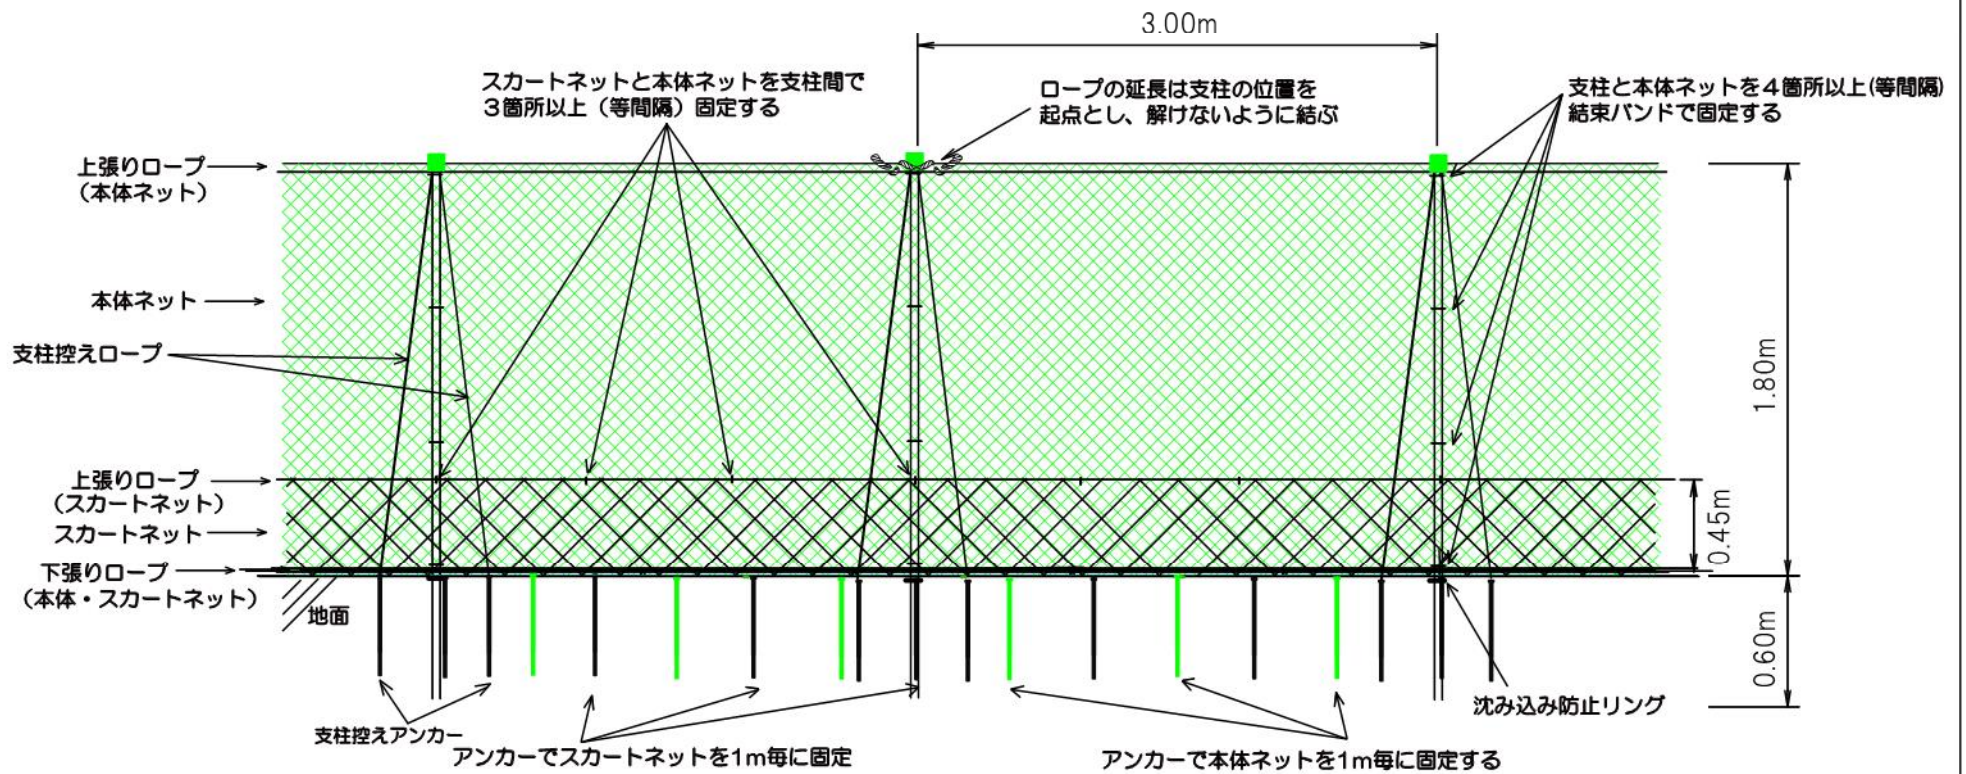 3.00m
スカートネットと本体ネットを支柱間で
３箇所以上（等間隔）固定する
ロープの延長は支柱の位置を
起点とし、解けないように結ぶ
支柱と本体ネットを４箇所以上(等間隔)
結束バンドで固定する
上張りロープ
（本体ネット）
本体ネット
支柱控えロープ
1.80m
上張りロープ
（スカートネット）
スカートネット
0.45m
下張りロープ
（本体・スカートネット）
地面
0.60m
沈み込み防止リング
支柱控えアンカー
アンカーでスカートネットを1m毎に固定
アンカーで本体ネットを1m毎に固定する